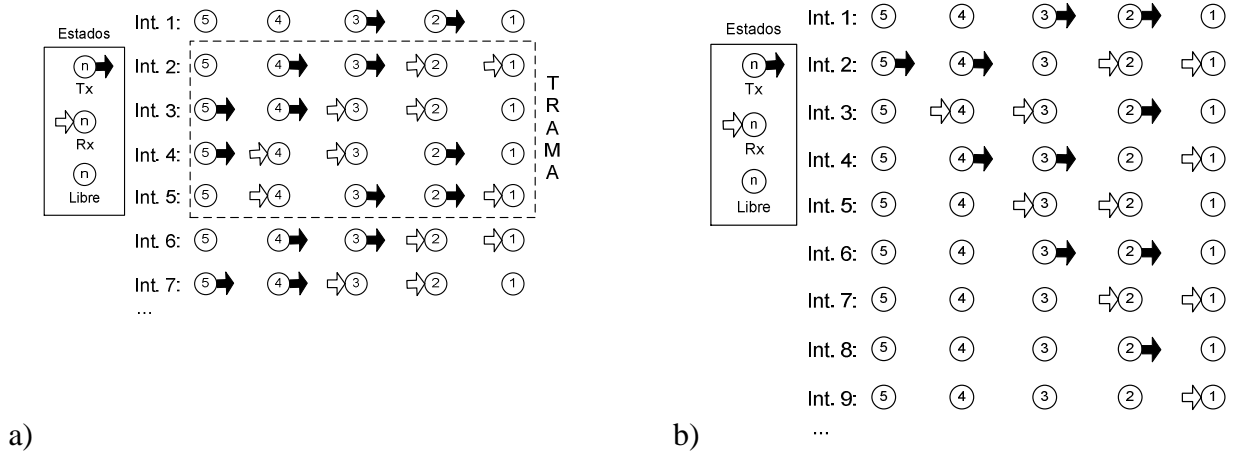 Estados
n
Tx
n
Rx
n
Libre
Int. 1: 5 4 3 2 1
Int. 2: 5 4 3 2 1
Int. 3: 5 4 3 2 1
Int. 4: 5 4 3 2 1
Int. 5: 5 4 3 2 1
Int. 6: 5 4 3 2 1
Int. 7: 5 4 3 2 1
...
TRAMA
a)
Estados
n
Tx
n
Rx
n
Libre
Int. 1: 5 4 3 2 1
Int. 2: 5 4 3 2 1
Int. 3: 5 4 3 2 1
Int. 4: 5 4 3 2 1
Int. 5: 5 4 3 2 1
Int. 6: 5 4 3 2 1
Int. 7: 5 4 3 2 1
Int. 8: 5 4 3 2 1
Int. 9: 5 4 3 2 1
...
b)